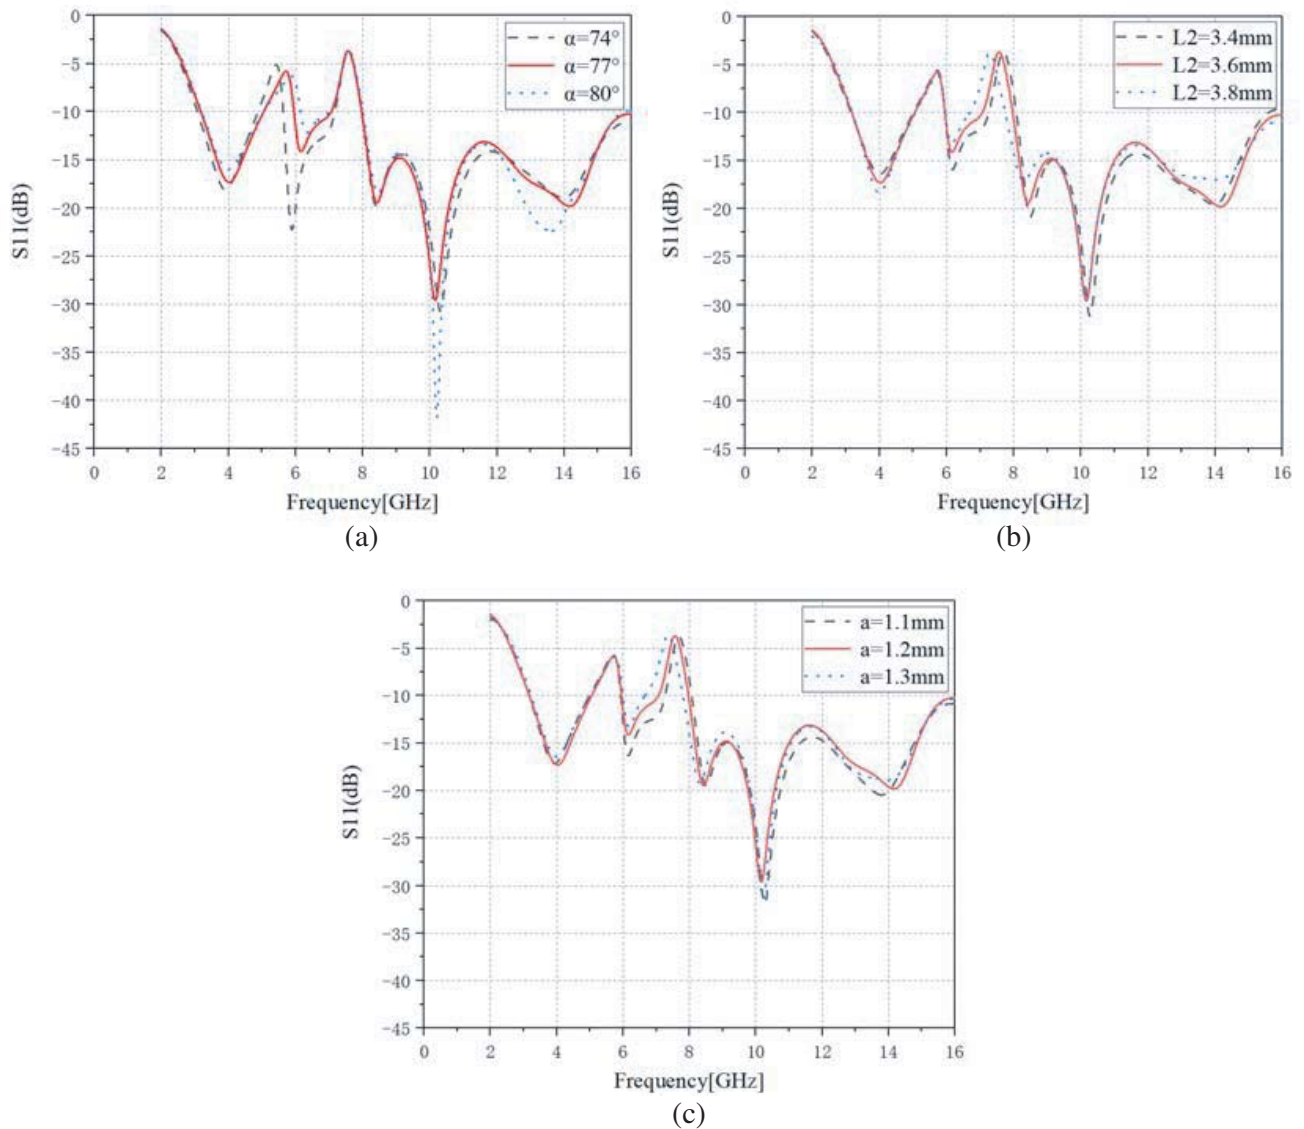 0
−5
−10
−15
−20
−25
−30
−35
−40
−45
S11(dB)
α=74°
α=77°
α=80°
0 2 4 6 8 10 12 14 16
Frequency[GHz]
(a)
0
−5
−10
−15
−20
−25
−30
−35
−40
−45
S11(dB)
L2=3.4mm
L2=3.6mm
L2=3.8mm
0 2 4 6 8 10 12 14 16
Frequency[GHz]
(b)
0
−5
−10
−15
−20
−25
−30
−35
−40
−45
S11(dB)
a=1.1mm
a=1.2mm
a=1.3mm
0 2 4 6 8 10 12 14 16
Frequency[GHz]
(c)